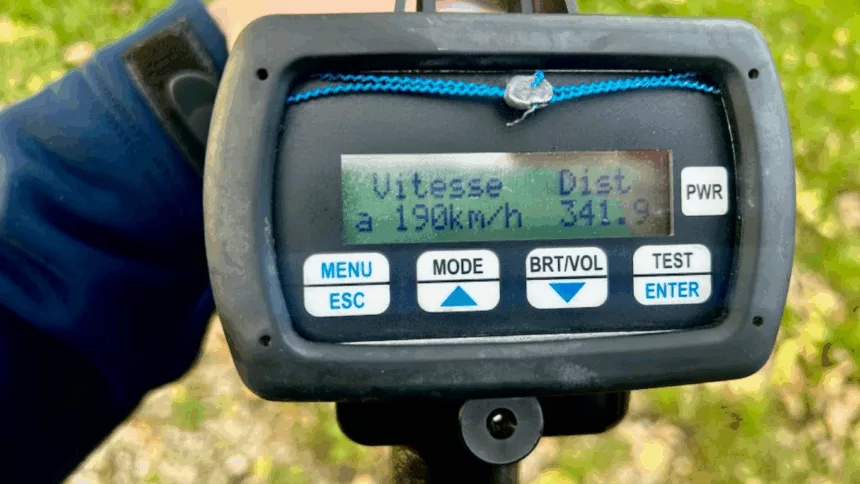 Vitesse Dist
a 190km/h 341.9
PWR
MENU MODE BRT/VOL TEST
ESC ENTER